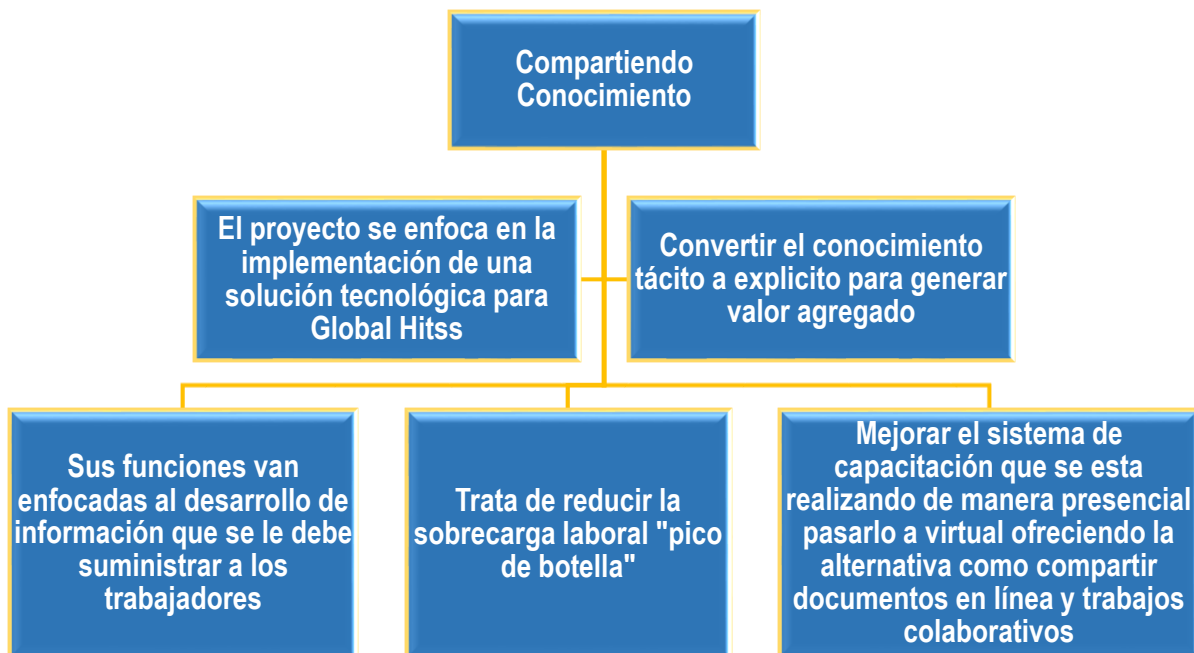 Compartiendo
Conocimiento
El proyecto se enfoca en la
implementación de una
solución tecnológica para
Global Hitss
Convertir el conocimiento
tácito a explicito para generar
valor agregado
Sus funciones van
enfocadas al desarrollo de
información que se le debe
suministrar a los
trabajadores
Trata de reducir la
sobrecarga laboral "pico
de botella"
Mejorar el sistema de
capacitación que se esta
realizando de manera presencial
pasarlo a virtual ofreciendo la
alternativa como compartir
documentos en línea y trabajos
colaborativos